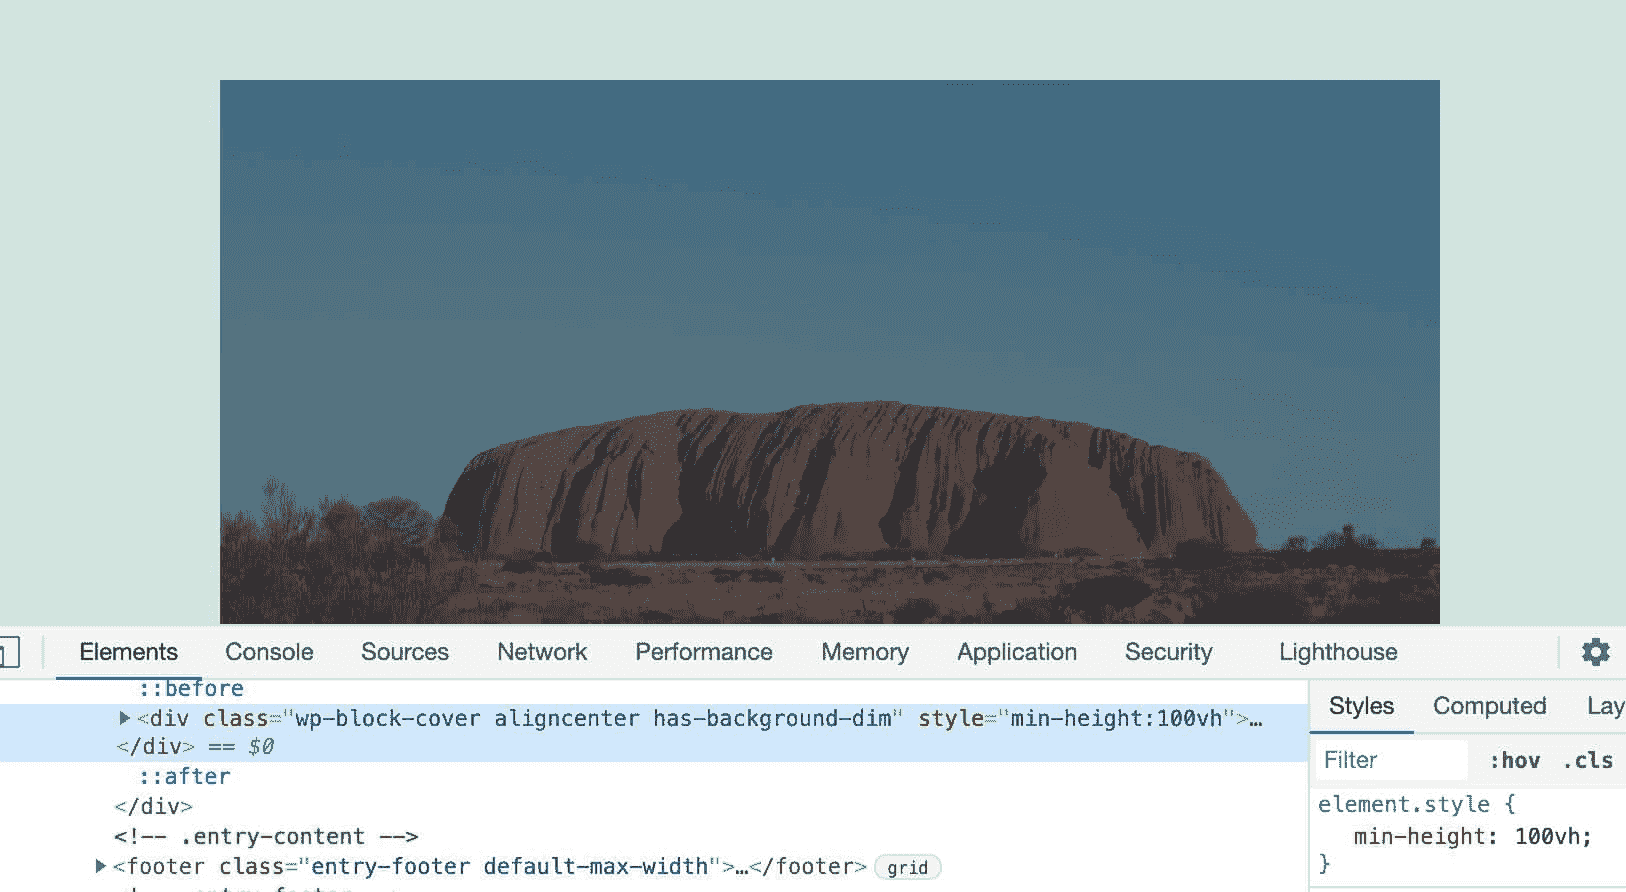 Elements Console Sources Network Performance Memory Application Security Lighthouse
::before
<div class="wp-block-cover aligncenter has-background-dim" style="min-height:100vh">…
</div> == $0
::after
</div>
<!-- .entry-content -->
<footer class="entry-footer default-max-width">…</footer> grid
Styles Computed Lay
Filter :hov .cls
element.style {
min-height: 100vh;
}